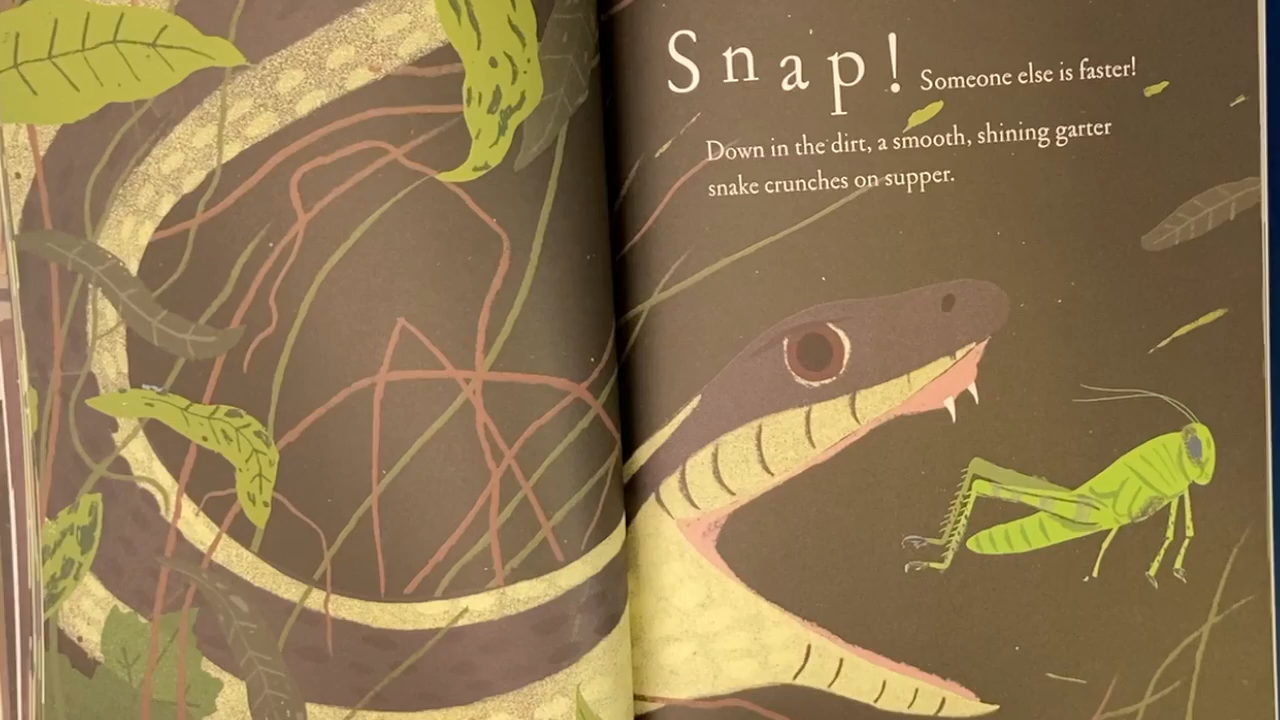 Snap! Someone else is faster!
Down in the dirt, a smooth, shining garter
snake crunches on supper.